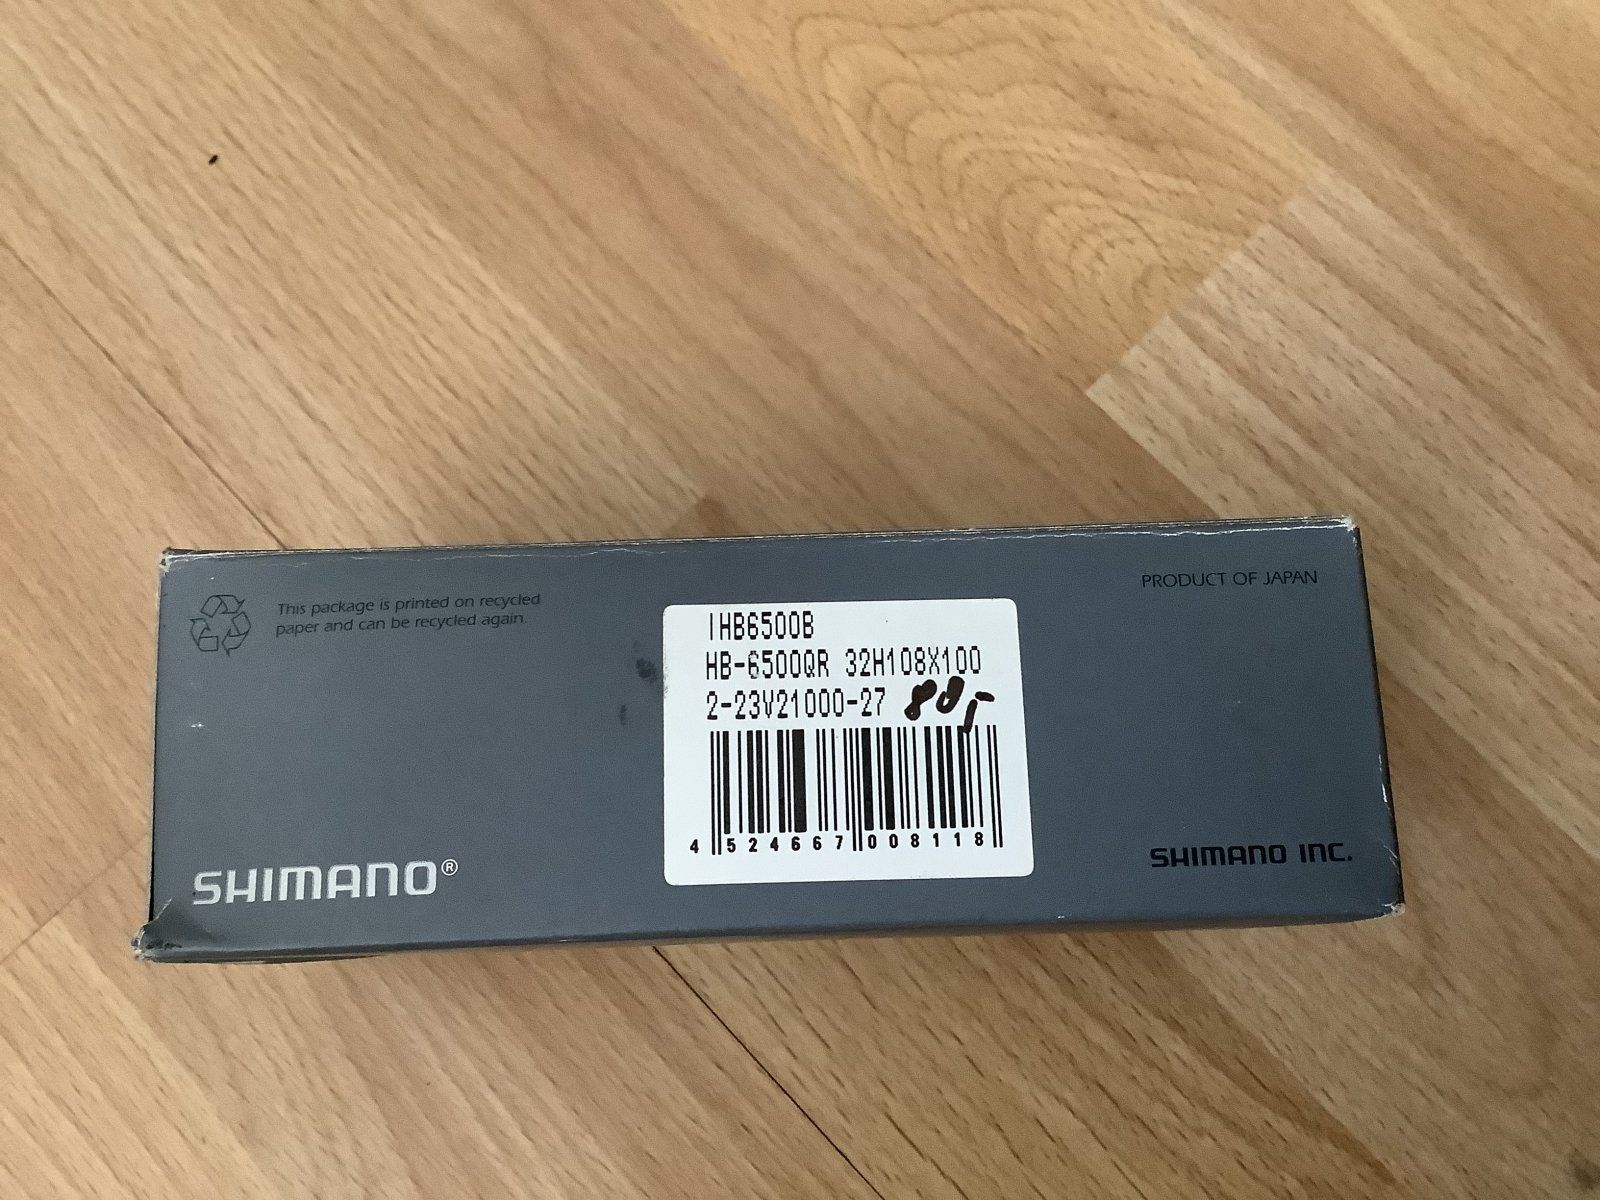 This package is printed on recycled
paper and can be recycled again.
PRODUCT OF JAPAN
IHB6500B
HB-6500QR 32H108X100
2-23V21000-27 80,-
4 524667 008118
SHIMANO®
SHIMANO INC.